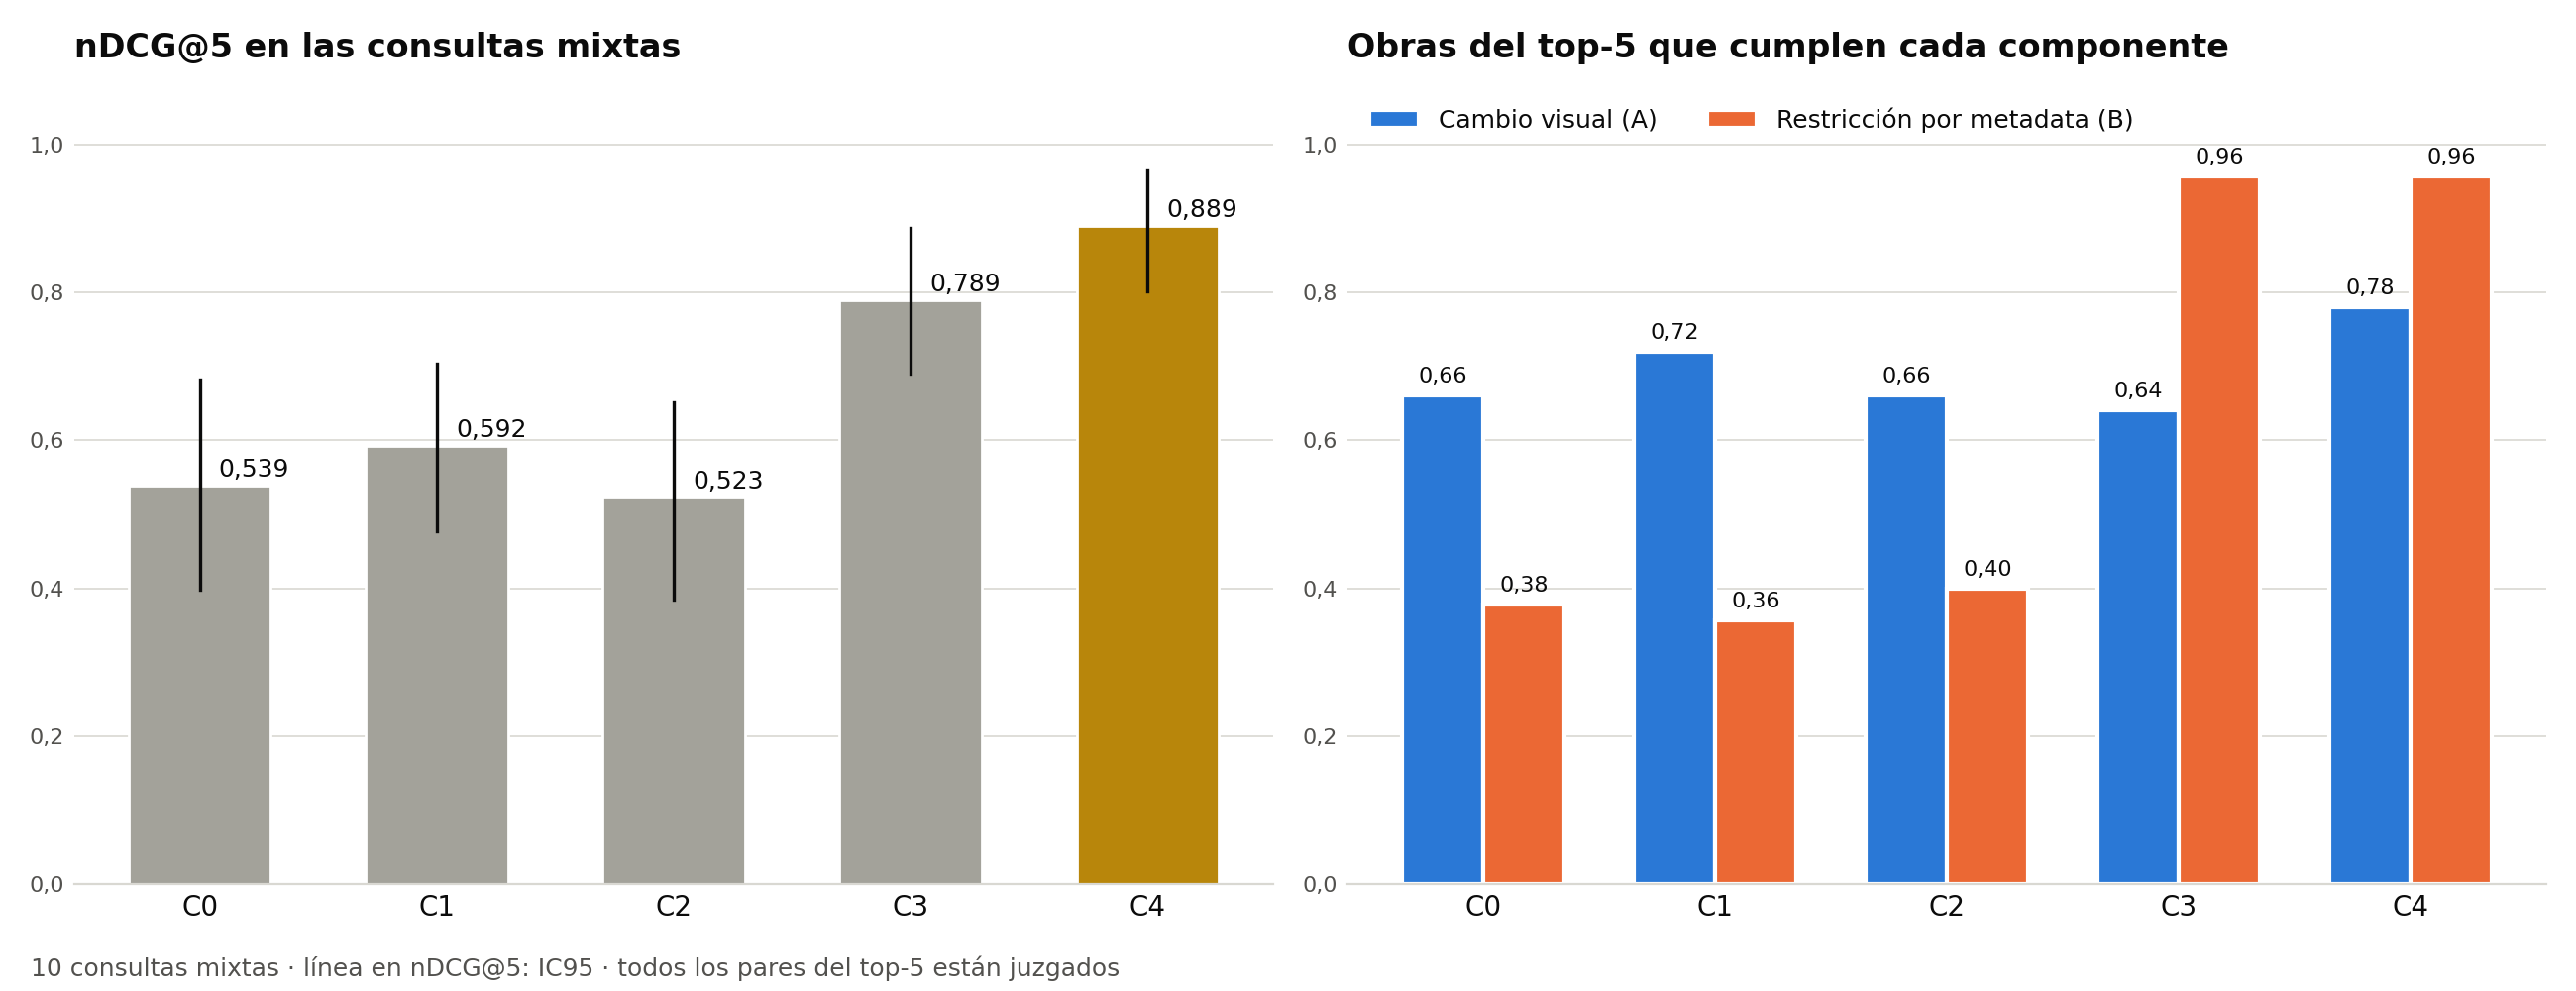 nDCG@5 en las consultas mixtas
1,0
0,8
0,6
0,4
0,2
0,0
0,539
0,592
0,523
0,789
0,889
C0
C1
C2
C3
C4
Obras del top-5 que cumplen cada componente
Cambio visual (A)
Restricción por metadata (B)
1,0
0,8
0,6
0,4
0,2
0,0
0,66
0,38
0,72
0,36
0,66
0,40
0,64
0,96
0,78
0,96
C0
C1
C2
C3
C4
10 consultas mixtas · línea en nDCG@5: IC95 · todos los pares del top-5 están juzgados